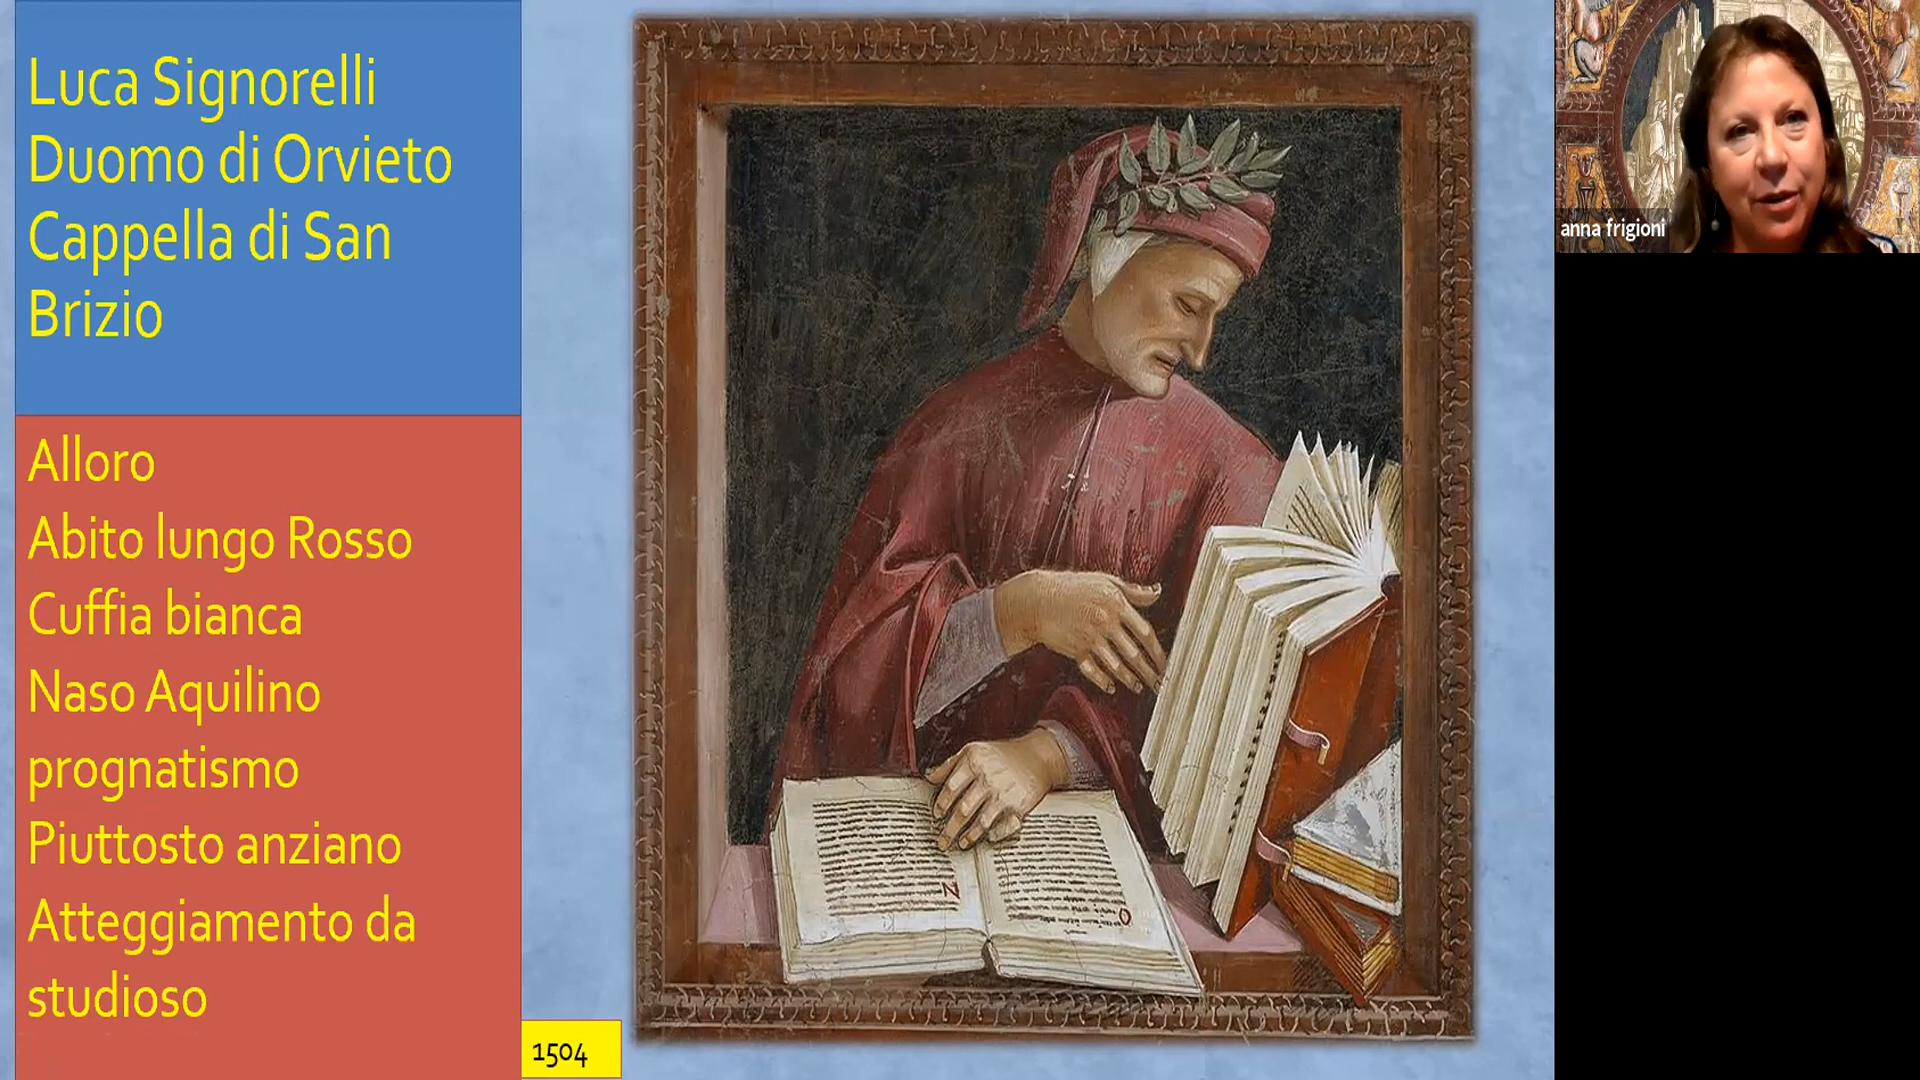 Luca Signorelli
Duomo di Orvieto
Cappella di San
Brizio
Alloro
Abito lungo Rosso
Cuffia bianca
Naso Aquilino
prognatismo
Piuttosto anziano
Atteggiamento da
studioso
1504
anna frigioni